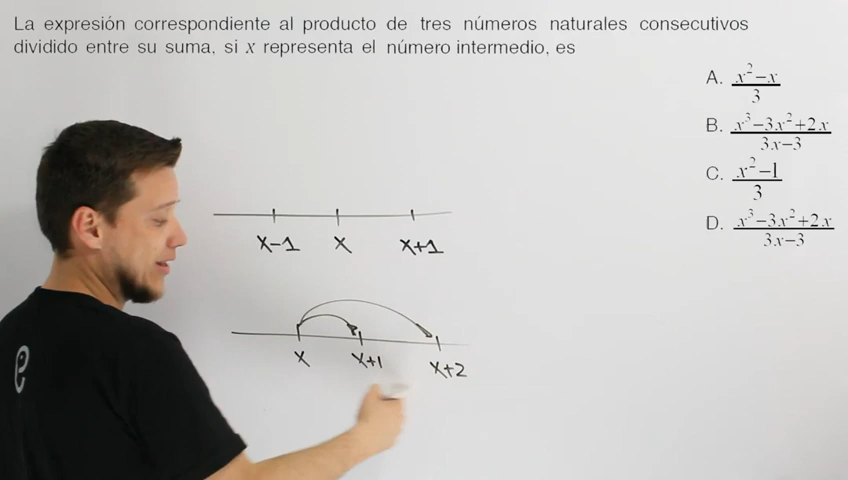 La expresión correspondiente al producto de tres números naturales consecutivos
dividido entre su suma, si x representa el número intermedio, es
A. x²−x
3
B. x³−3x²+2x
3x−3
C. x²−1
3
D. x³−3x²+2x
3x−3
x−1 x x+1
x x+1 x+2
e